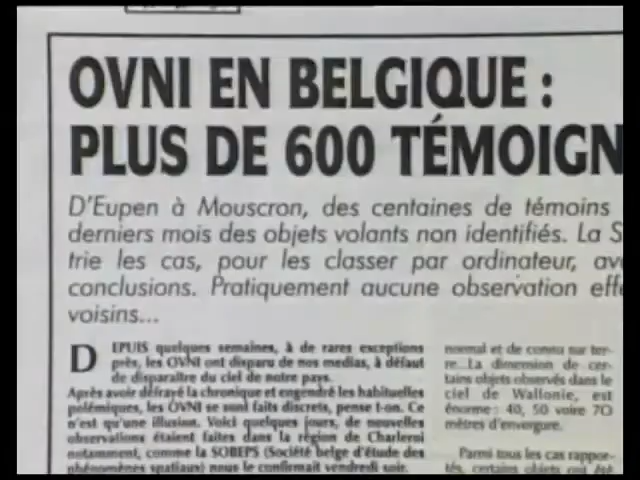 OVNI EN BELGIQUE :
PLUS DE 600 TÉMOIGN
D'Eupen à Mouscron, des centaines de témoins
derniers mois des objets volants non identifiés. La S
trie les cas, pour les classer par ordinateur, av
conclusions. Pratiquement aucune observation effe
voisins...
DEPUIS quelques semaines, à de rares exceptions
près, les OVNI ont disparu de nos medias, à défaut
de disparaître du ciel de notre pays.
Après avoir défrayé la chronique et engendré les habituelles
polémiques, les OVNI se sont faits discrets, pense t-on. Ce
n'est qu'une illusion. Voici quelques jours, de nouvelles
observations étaient faites dans la région de Charleroi
notamment, comme la SOBEPS (Société belge d'étude des
phénomènes spatiaux) nous le confirmait vendredi soir.
normal et de connu sur ter-
re...La dimension de cer-
tains objets observés dans le
ciel de Wallonie, est
énorme : 40, 50 voire 70
mètres d'envergure.
Parmi tous les cas rappor-
tés, certains objets ont été